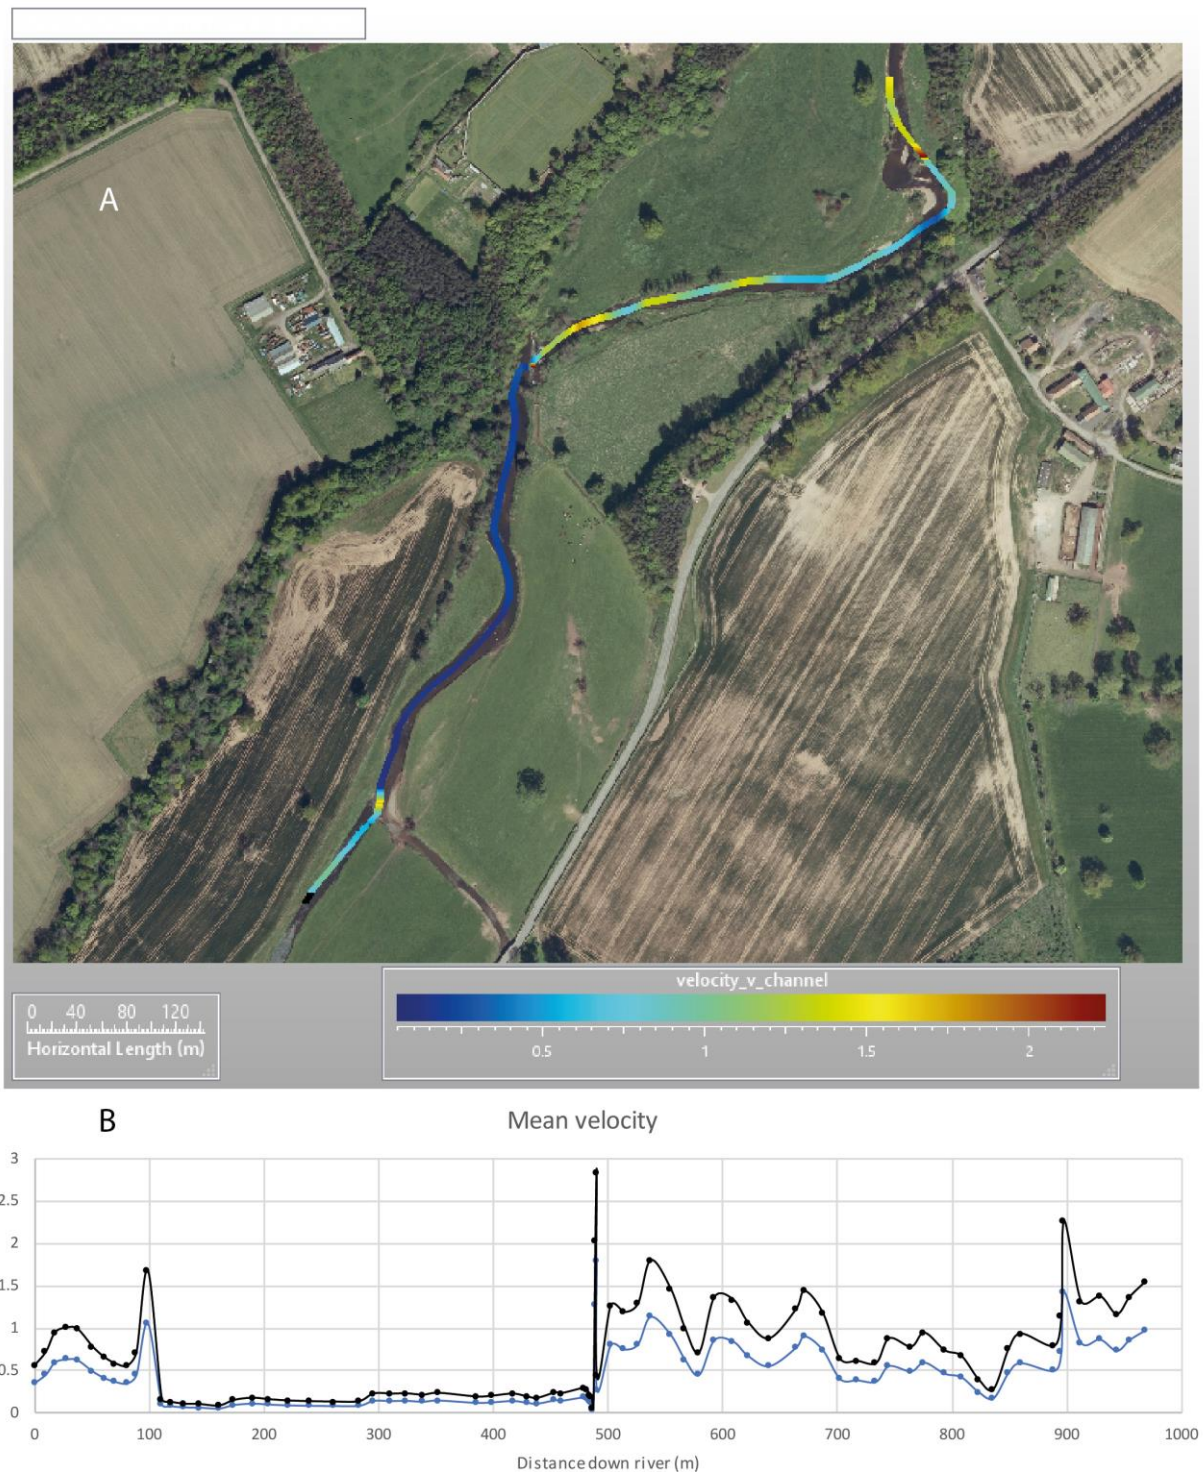 A
velocity_v_channel
0 40 80 120
Horizontal Length (m)
0.5 1 1.5 2
B
Mean velocity
3
2.5
2
1.5
1
0.5
0
0 100 200 300 400 500 600 700 800 900 1000
Distance down river (m)